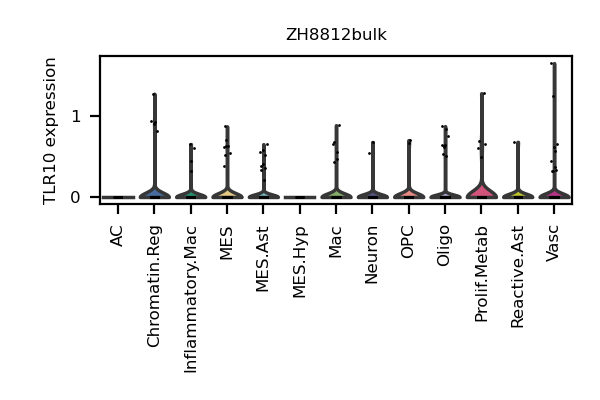 ZH8812bulk
TLR10 expression
1
0
AC
Chromatin.Reg
Inflammatory.Mac
MES
MES.Ast
MES.Hyp
Mac
Neuron
OPC
Oligo
Prolif.Metab
Reactive.Ast
Vasc